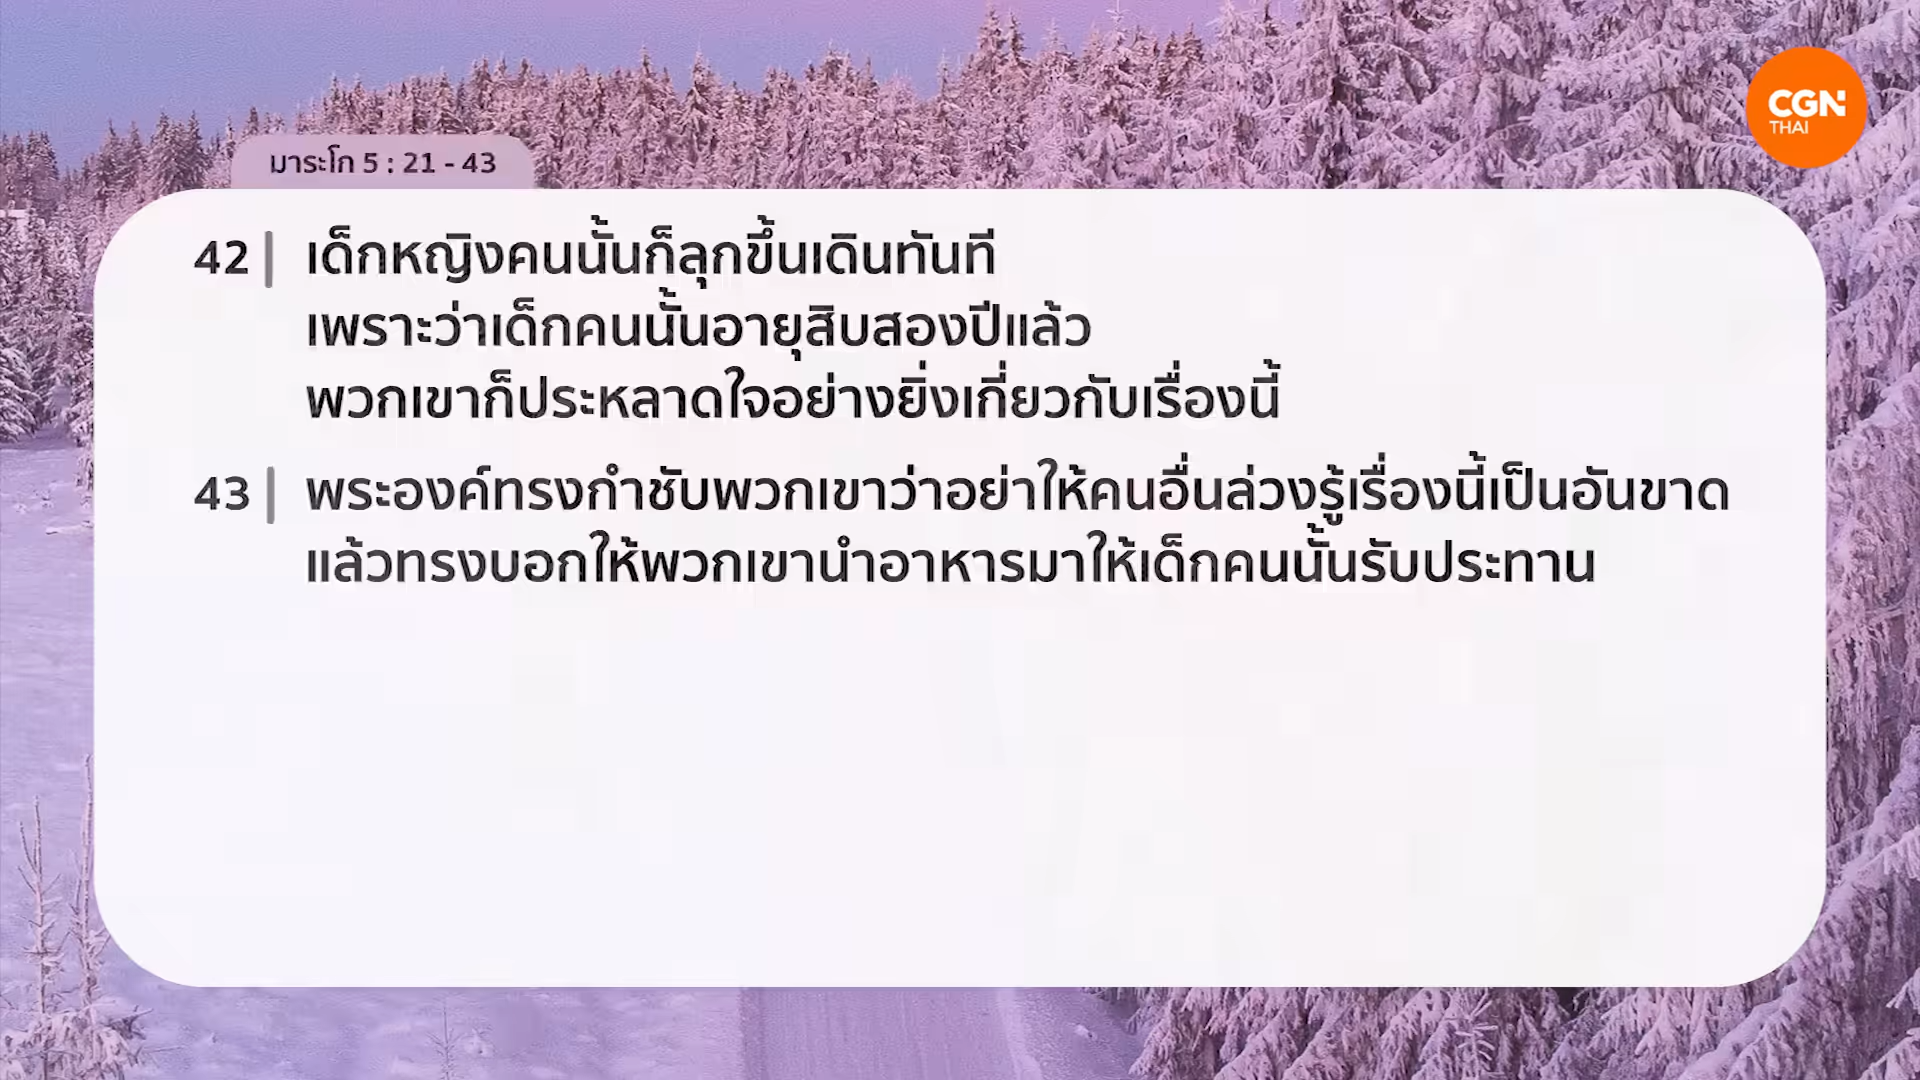 CGN
THAI
มาระโก 5 : 21 - 43
42 | เด็กหญิงคนนั้นก็ลุกขึ้นเดินทันที
เพราะว่าเด็กคนนั้นอายุสิบสองปีแล้ว
พวกเขาก็ประหลาดใจอย่างยิ่งเกี่ยวกับเรื่องนี้
43 | พระองค์ทรงกำชับพวกเขาว่าอย่าให้คนอื่นล่วงรู้เรื่องนี้เป็นอันขาด
แล้วทรงบอกให้พวกเขานำอาหารมาให้เด็กคนนั้นรับประทาน